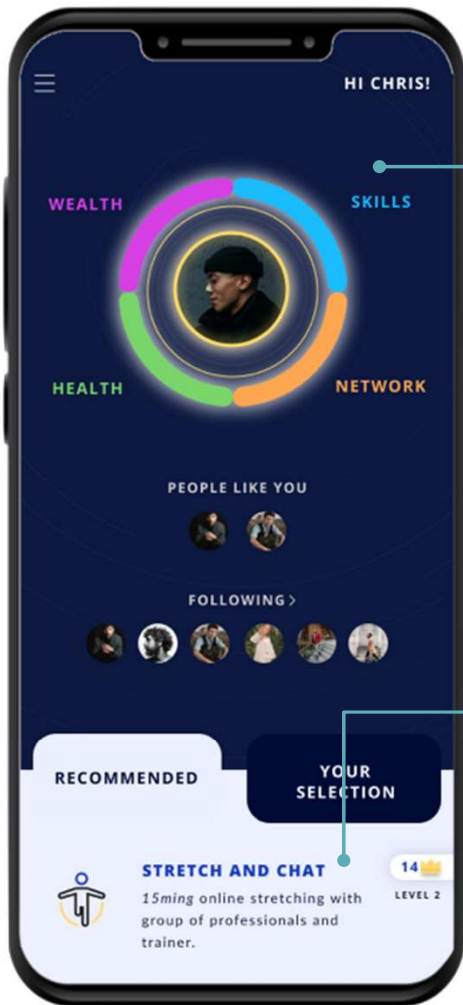 HI CHRIS!
WEALTH
SKILLS
HEALTH
NETWORK
PEOPLE LIKE YOU
FOLLOWING >
RECOMMENDED
YOUR
SELECTION
STRETCH AND CHAT
14
15ming online stretching with
LEVEL 2
group of professionals and
trainer.